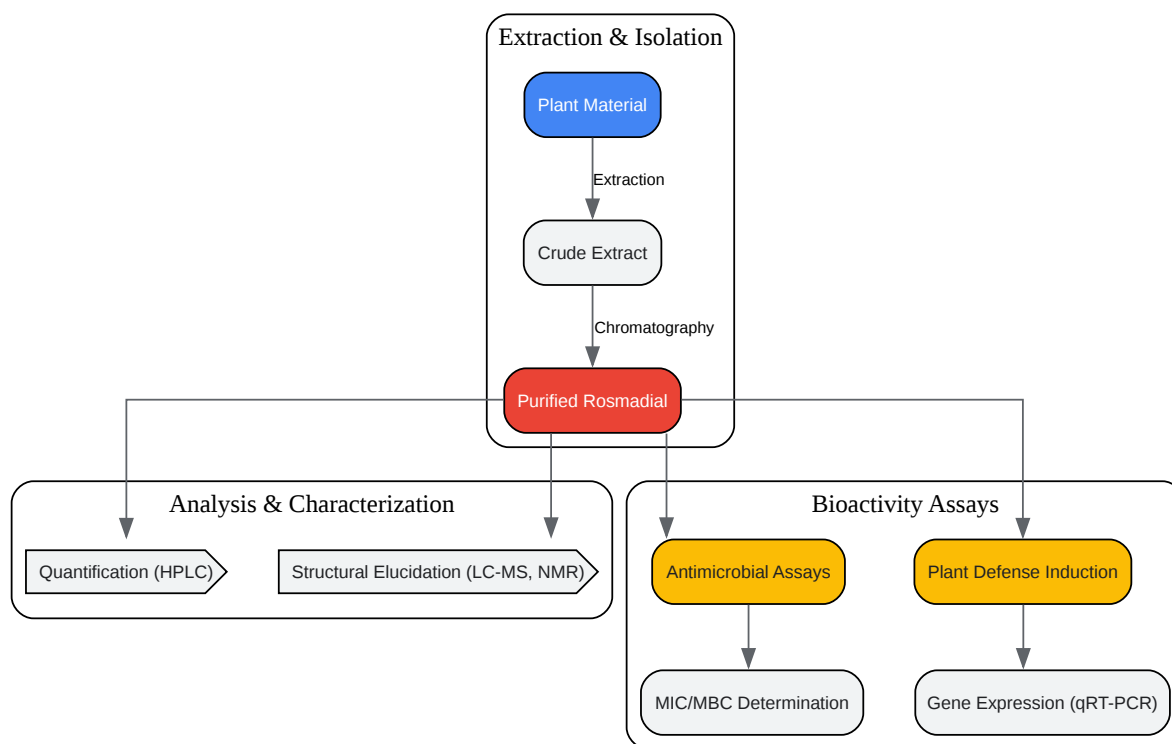 Extraction & Isolation
Plant Material
Extraction
Crude Extract
Chromatography
Purified Rosmadial
Analysis & Characterization
Bioactivity Assays
Quantification (HPLC)
Structural Elucidation (LC-MS, NMR)
Antimicrobial Assays
Plant Defense Induction
MIC/MBC Determination
Gene Expression (qRT-PCR)